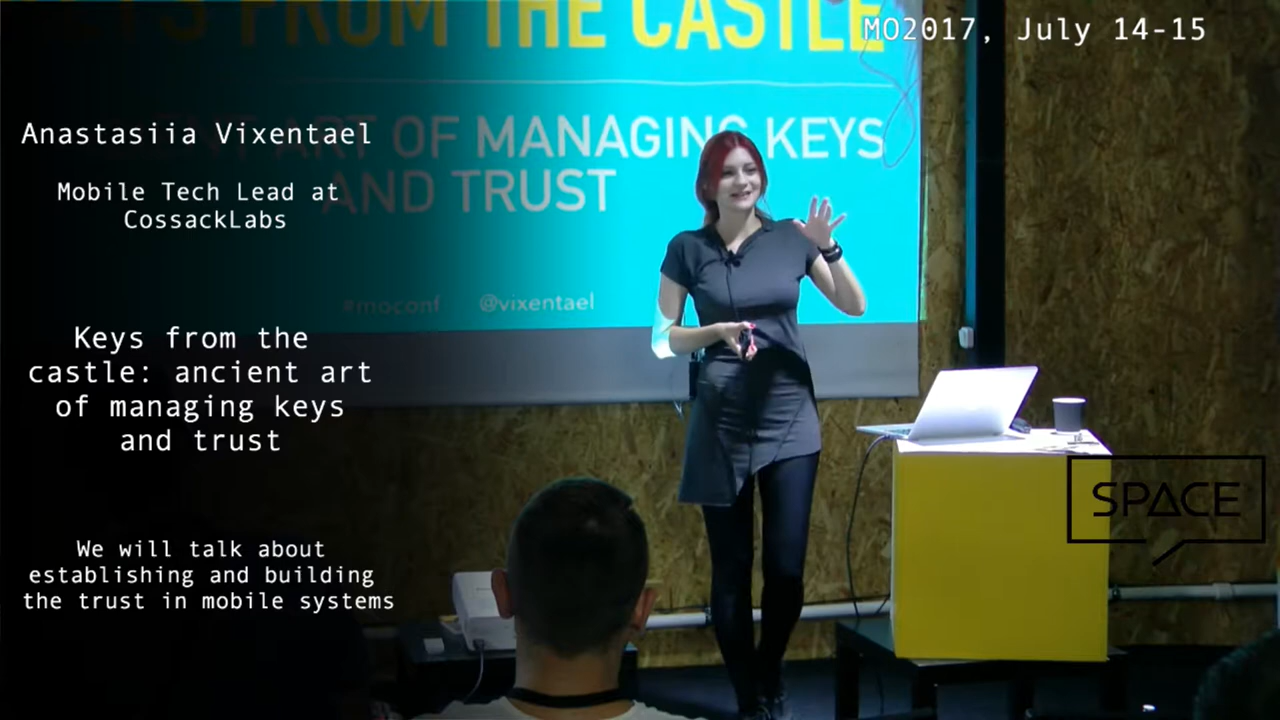 MO2017, July 14-15
FROM THE CASTLE
ART OF MANAGING KEYS
AND TRUST
#moconf @vixentael
Anastasiia Vixentael
Mobile Tech Lead at
CossackLabs
Keys from the
castle: ancient art
of managing keys
and trust
We will talk about
establishing and building
the trust in mobile systems
SPACE